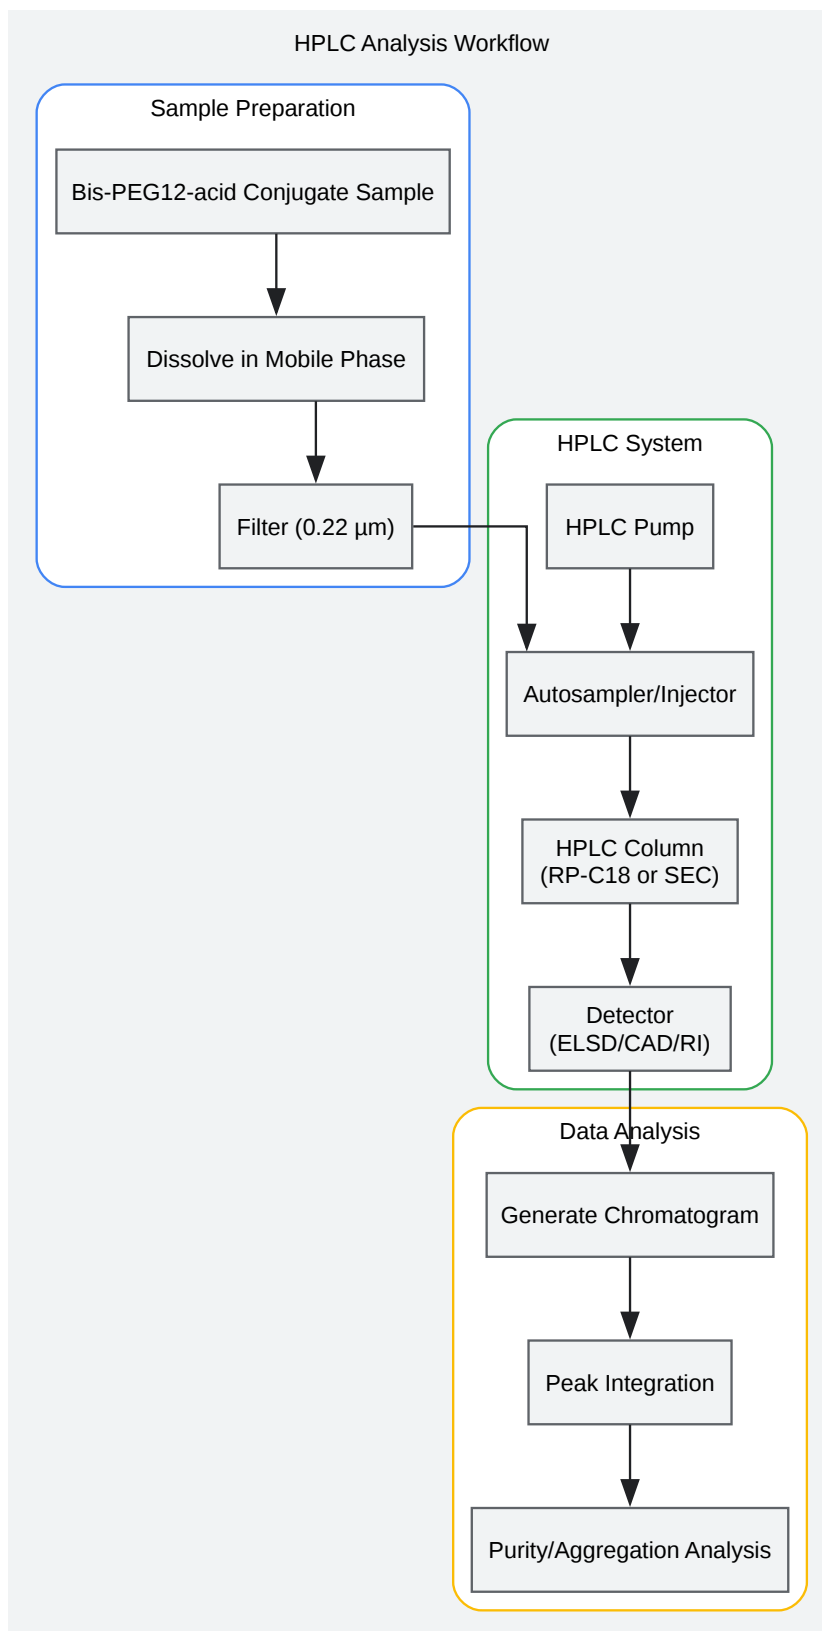 HPLC Analysis Workflow
Sample Preparation
Bis-PEG12-acid Conjugate Sample
Dissolve in Mobile Phase
Filter (0.22 µm)
HPLC System
HPLC Pump
Autosampler/Injector
HPLC Column
(RP-C18 or SEC)
Detector
(ELSD/CAD/RI)
Data Analysis
Generate Chromatogram
Peak Integration
Purity/Aggregation Analysis